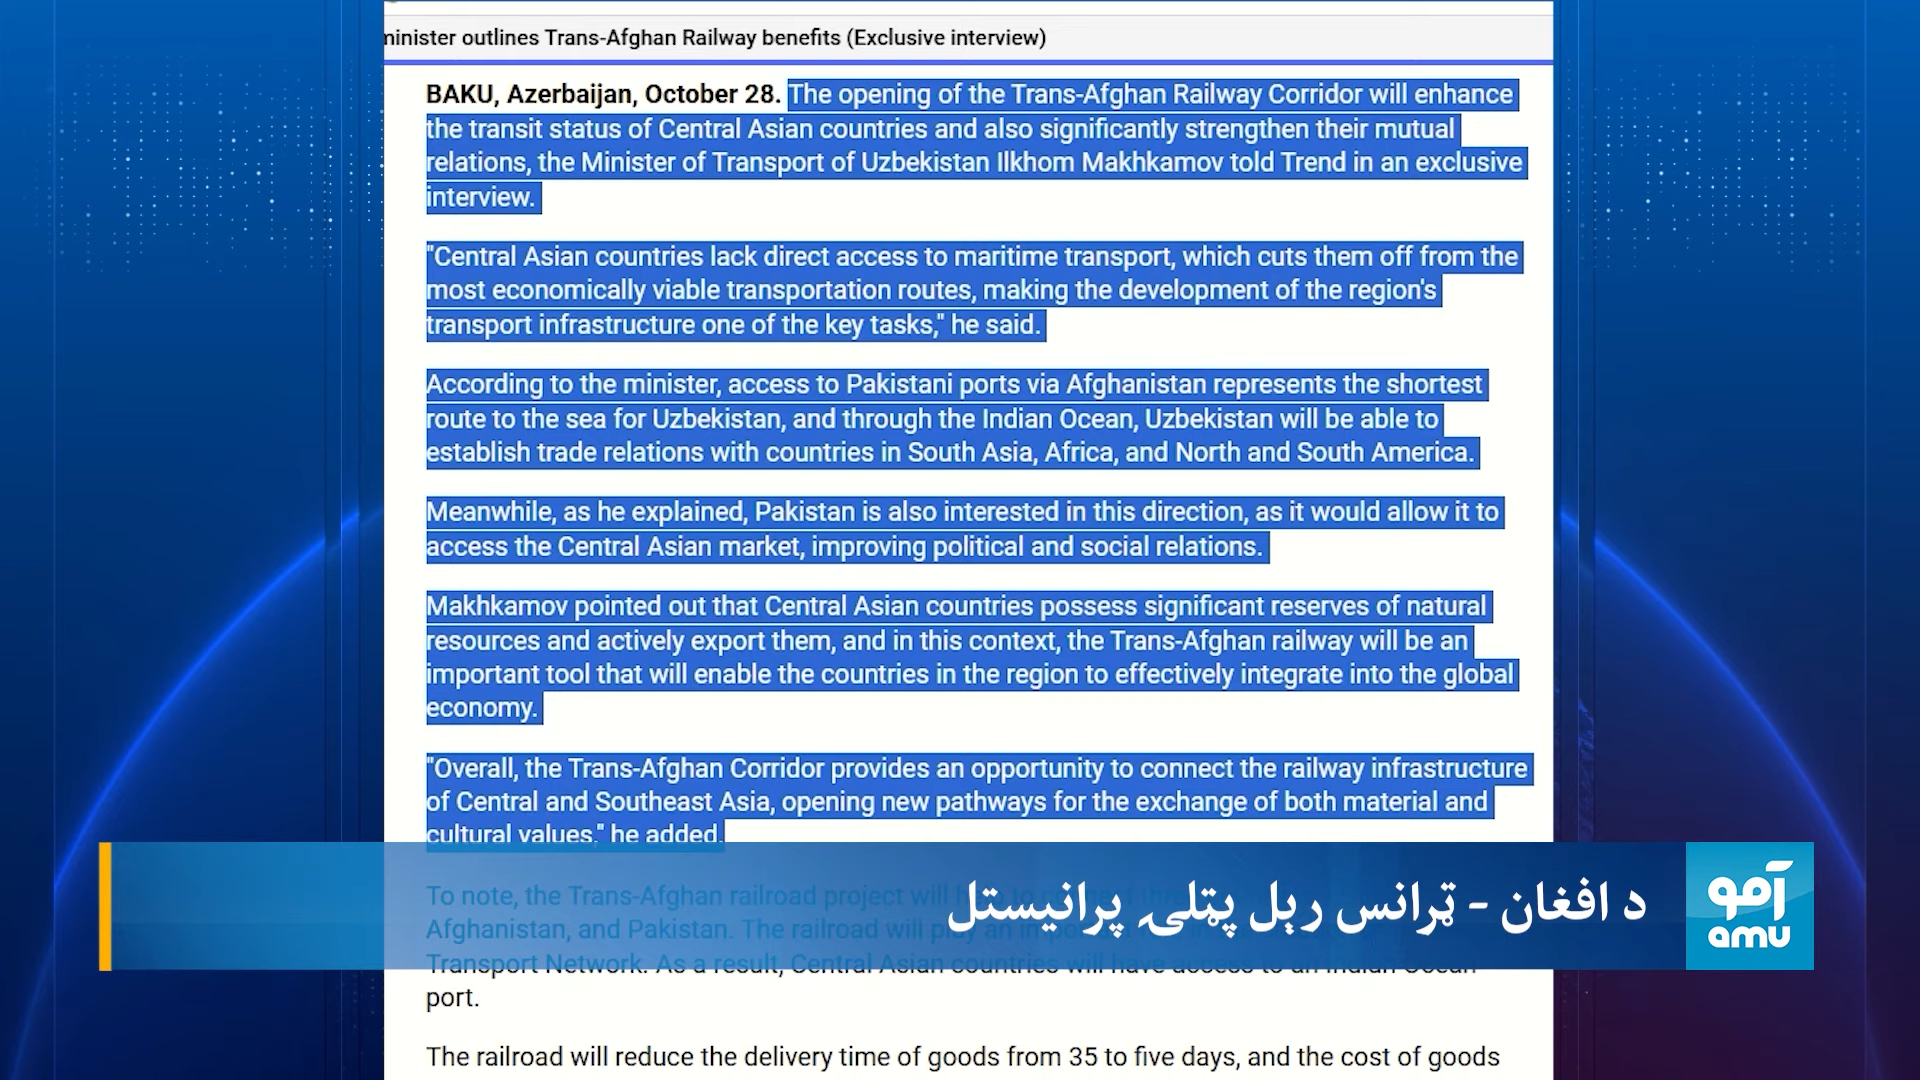 minister outlines Trans-Afghan Railway benefits (Exclusive interview)
BAKU, Azerbaijan, October 28. The opening of the Trans-Afghan Railway Corridor will enhance
the transit status of Central Asian countries and also significantly strengthen their mutual
relations, the Minister of Transport of Uzbekistan Ilkhom Makhkamov told Trend in an exclusive
interview.
"Central Asian countries lack direct access to maritime transport, which cuts them off from the
most economically viable transportation routes, making the development of the region's
transport infrastructure one of the key tasks," he said.
According to the minister, access to Pakistani ports via Afghanistan represents the shortest
route to the sea for Uzbekistan, and through the Indian Ocean, Uzbekistan will be able to
establish trade relations with countries in South Asia, Africa, and North and South America.
Meanwhile, as he explained, Pakistan is also interested in this direction, as it would allow it to
access the Central Asian market, improving political and social relations.
Makhkamov pointed out that Central Asian countries possess significant reserves of natural
resources and actively export them, and in this context, the Trans-Afghan railway will be an
important tool that will enable the countries in the region to effectively integrate into the global
economy.
"Overall, the Trans-Afghan Corridor provides an opportunity to connect the railway infrastructure
of Central and Southeast Asia, opening new pathways for the exchange of both material and
cultural values," he added.
To note, the Trans-Afghan railroad project will
Afghanistan, and Pakistan. The railroad will play an
Transport Network. As a result, Central Asian countries will have access to an Indian Ocean
port.
The railroad will reduce the delivery time of goods from 35 to five days, and the cost of goods
د افغان - ټرانس رېل پټلۍ پرانیستل
آمو
amu